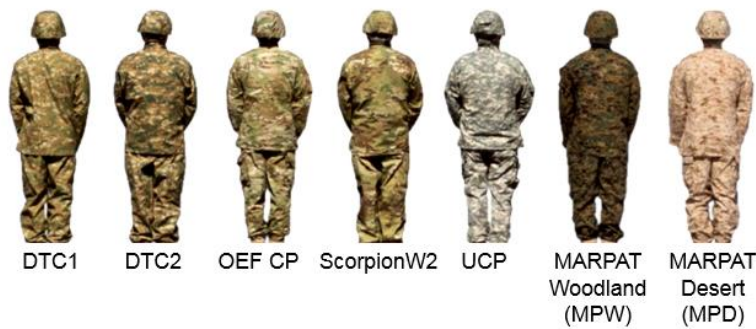 DTC1
DTC2
OEF CP
ScorpionW2
UCP
MARPAT
Woodland
(MPW)
MARPAT
Desert
(MPD)